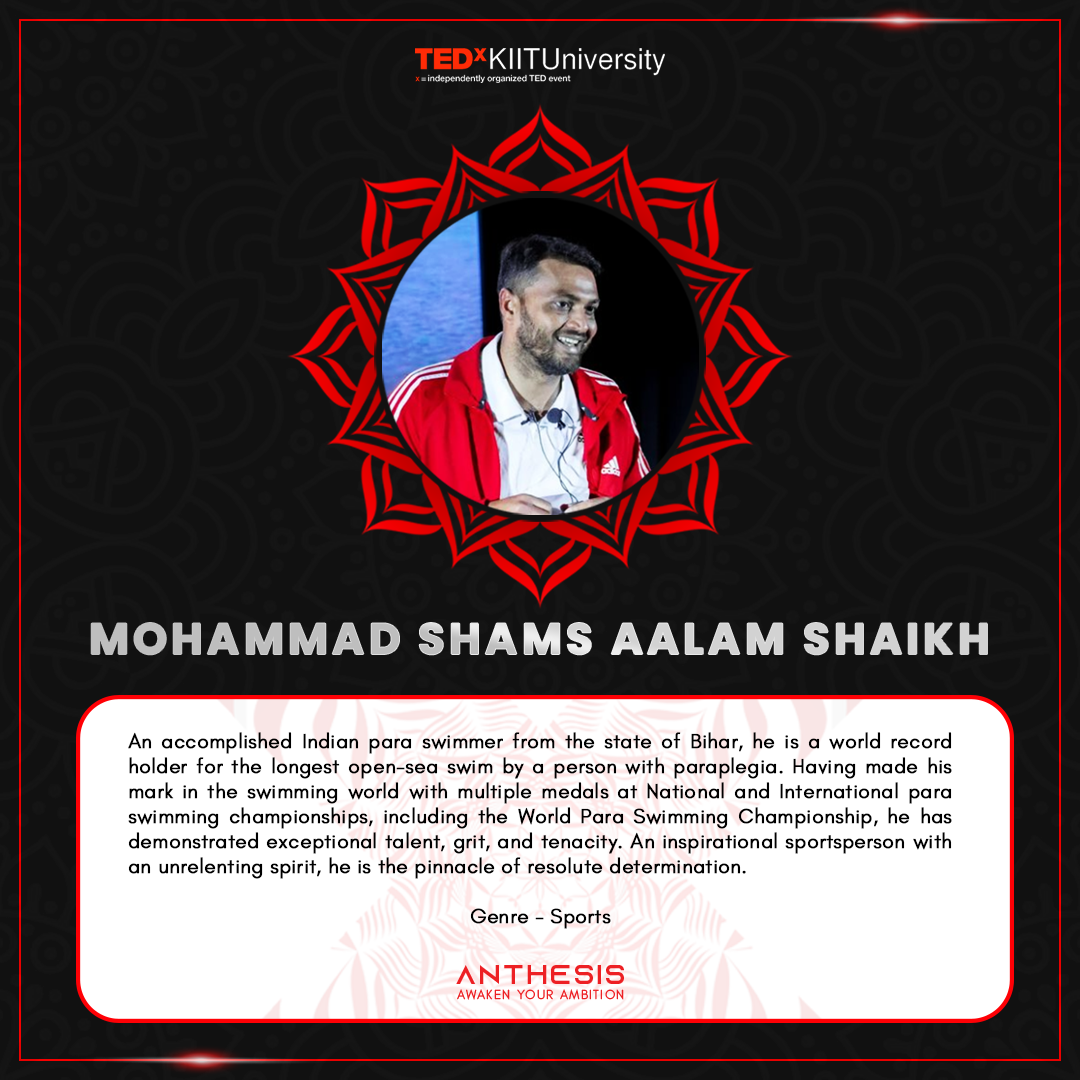 TEDxKIITUniversity
x = independently organized TED event
adidas
MOHAMMAD SHAMS AALAM SHAIKH
An accomplished Indian para swimmer from the state of Bihar, he is a world record
holder for the longest open-sea swim by a person with paraplegia. Having made his
mark in the swimming world with multiple medals at National and International para
swimming championships, including the World Para Swimming Championship, he has
demonstrated exceptional talent, grit, and tenacity. An inspirational sportsperson with
an unrelenting spirit, he is the pinnacle of resolute determination.
Genre - Sports
ANTHESIS
AWAKEN YOUR AMBITION